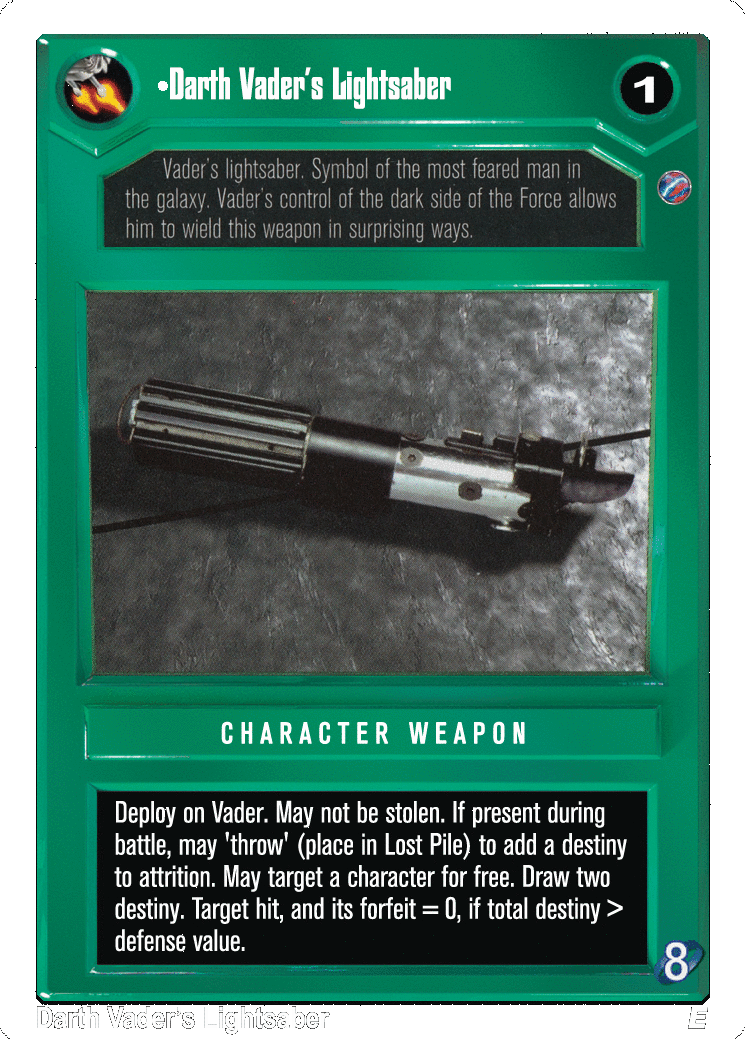 •Darth Vader's Lightsaber
1
Vader's lightsaber. Symbol of the most feared man in
the galaxy. Vader's control of the dark side of the Force allows
him to wield this weapon in surprising ways.
CHARACTER WEAPON
Deploy on Vader. May not be stolen. If present during
battle, may 'throw' (place in Lost Pile) to add a destiny
to attrition. May target a character for free. Draw two
destiny. Target hit, and its forfeit = 0, if total destiny >
defense value.
8
Darth Vader's Lightsaber
E